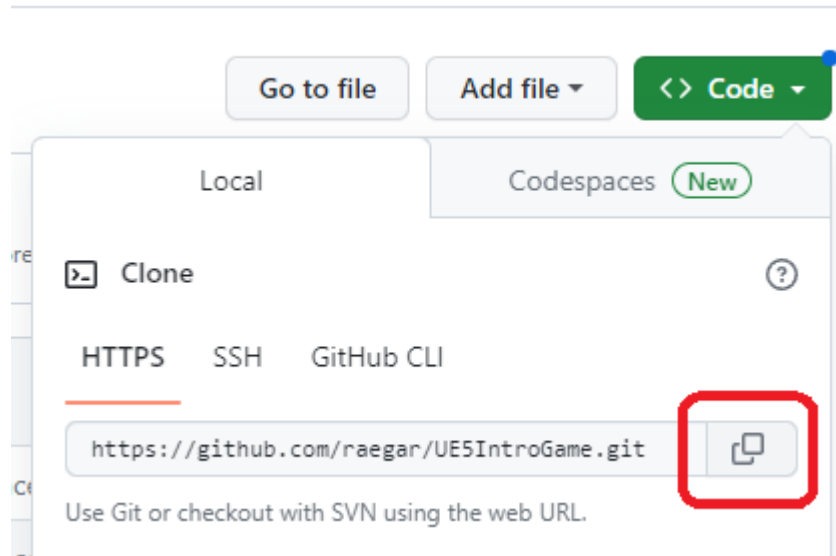 Go to file Add file <> Code
Local Codespaces New
Clone
HTTPS SSH GitHub CLI
https://github.com/raegar/UE5IntroGame.git
Use Git or checkout with SVN using the web URL.